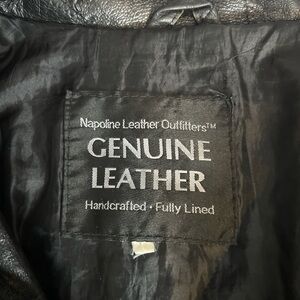 Napoline Leather Outfitters™
GENUINE
LEATHER
Handcrafted • Fully Lined